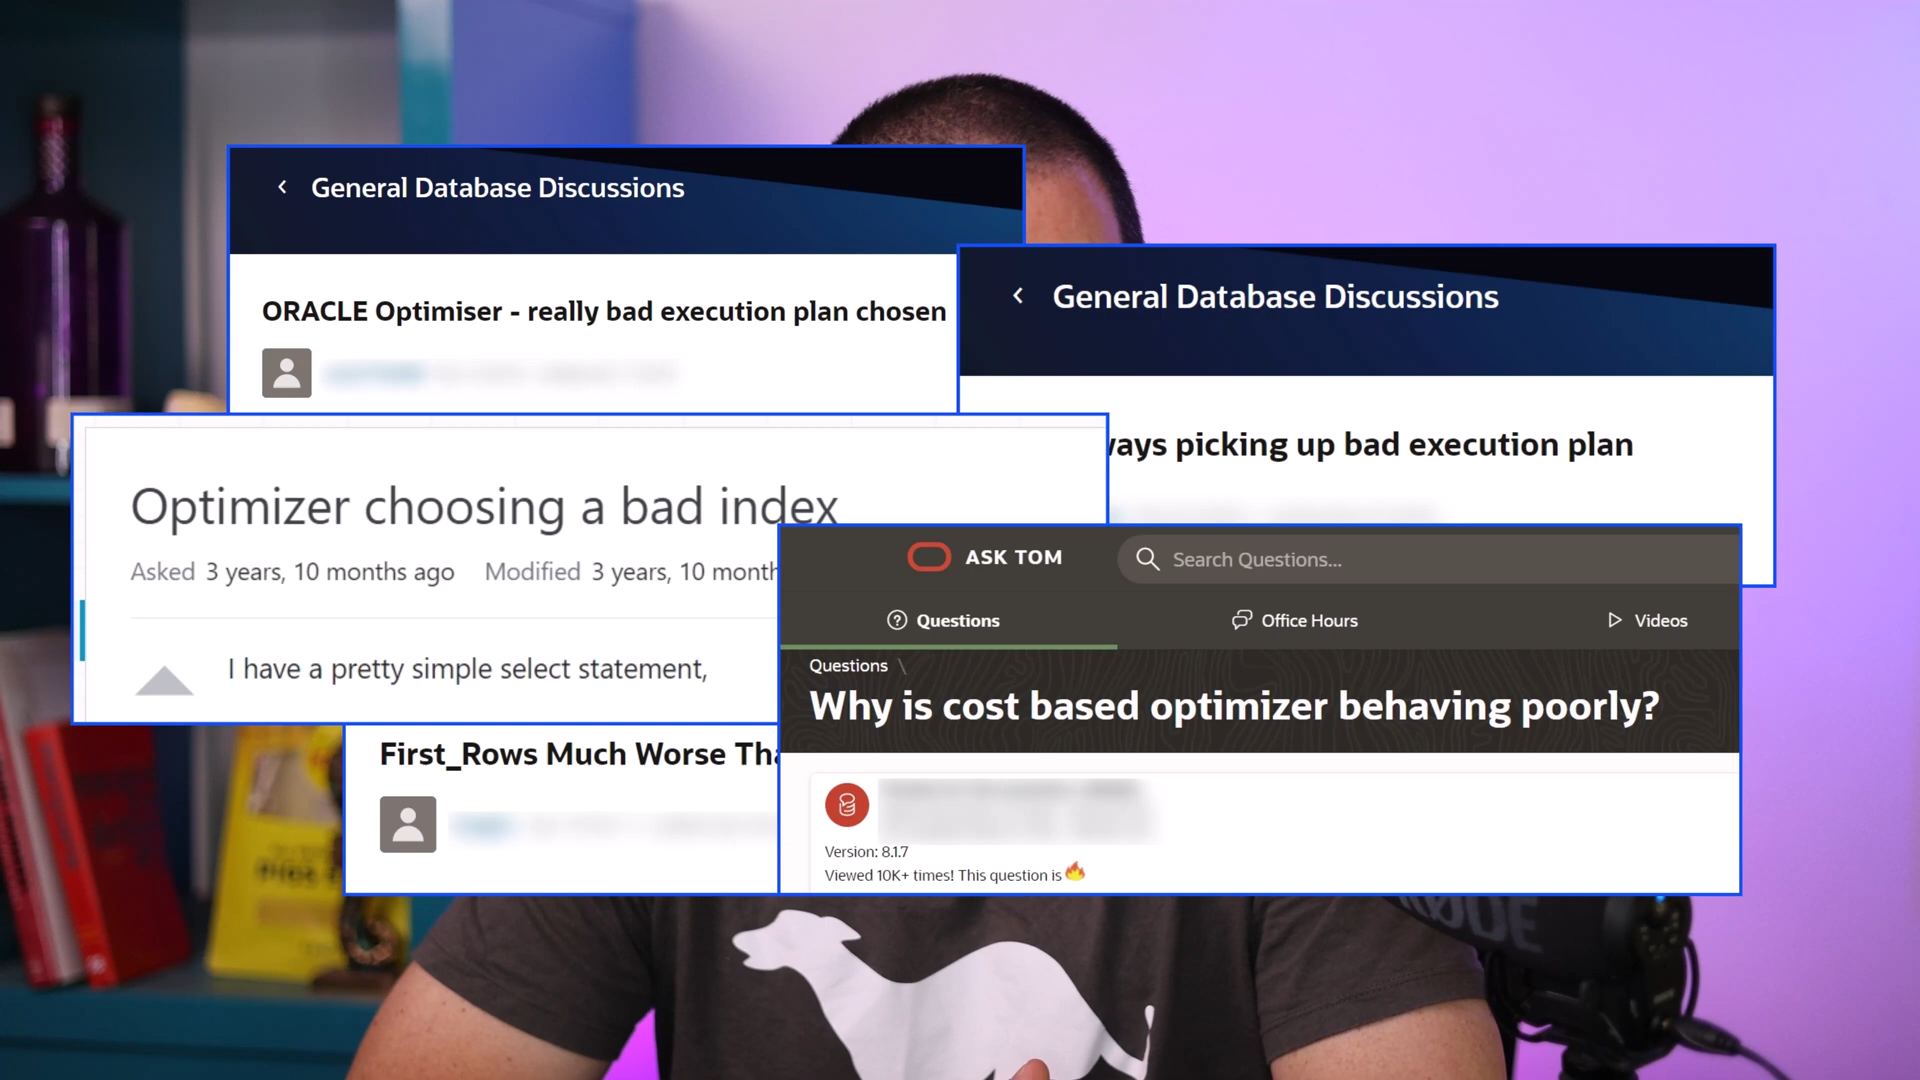 General Database Discussions
ORACLE Optimiser - really bad execution plan chosen
General Database Discussions
picking up bad execution plan
Optimizer choosing a bad index
Asked 3 years, 10 months ago Modified 3 years, 10 month
I have a pretty simple select statement,
ASK TOM
Search Questions...
Questions
Office Hours
Videos
Questions \
Why is cost based optimizer behaving poorly?
First_Rows Much Worse
Version: 8.1.7
Viewed 10K+ times! This question is 🔥